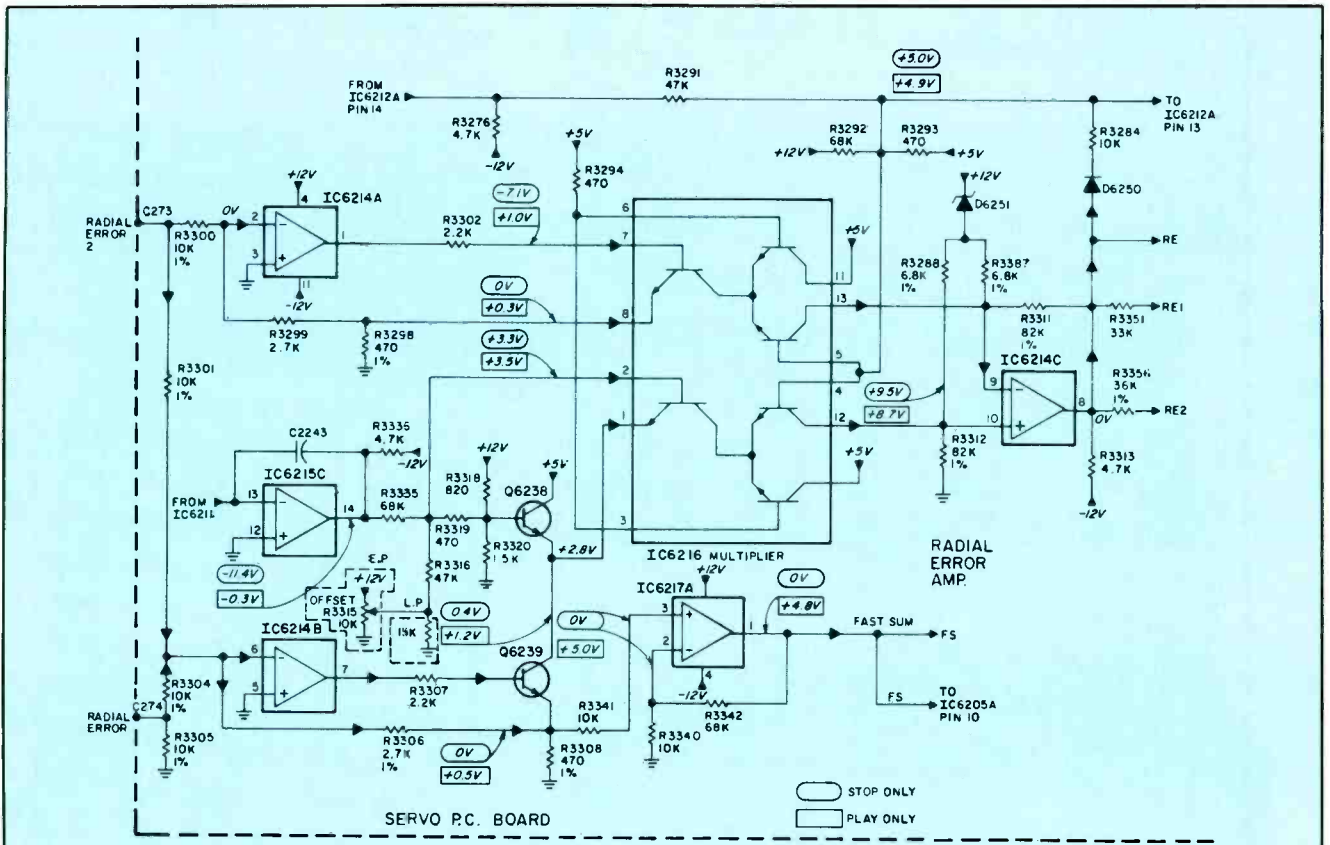 +5.0V
+4.9V
FROM
IC6212A
PIN 14
R3291
47K
TO
IC6212A
PIN 13
R3276
4.7K
-12V
+5V
R3294
470
R3292
68K
R3293
470
+12V
+5V
R3284
10K
D6250
+12V
IC6214A
4
RADIAL
ERROR
2
C273
0V
R3300
10K
1%
2
3
1
11
-12V
R3302
2.2K
-7.1V
+1.0V
6
7
+5V
11
+12V
D6251
R3288
6.8K
1%
R3387
6.8K
1%
RE
0V
+0.3V
8
13
R3311
82K
1%
R3351
33K
RE1
R3299
2.7K
R3298
470
1%
+3.3V
+3.5V
2
5
4
IC6214C
9
10
8
0V
R3301
10K
1%
1
12
+9.5V
+8.7V
36K
1%
RE2
C2243
R3336
4.7K
-12V
+12V
R3318
820
+5V
+5V
R3312
82K
1%
R3313
4.7K
-12V
IC6215C
FROM
13
12
14
R3335
68K
R3319
470
R3320
1.5K
Q6238
3
+2.8V
IC6216 MULTIPLIER
RADIAL
ERROR
AMP.
-11.4V
-0.3V
E.P
+12V
OFFSET
R3315
10K
L.P
R3316
47K
0.4V
+1.2V
0V
+5.0V
IC6217A
+12V
3
2
1
4
-12V
0V
+4.8V
FAST SUM
FS
IC6214B
6
5
7
R3307
2.2K
Q6239
R3304
10K
1%
C274
RADIAL
ERROR
R3305
10K
1%
R3306
2.7K
1%
0V
+0.5V
R3341
10K
R3308
470
1%
R3340
10K
R3342
68K
FS
TO
IC6205A
PIN 10
STOP ONLY
PLAY ONLY
SERVO P.C. BOARD